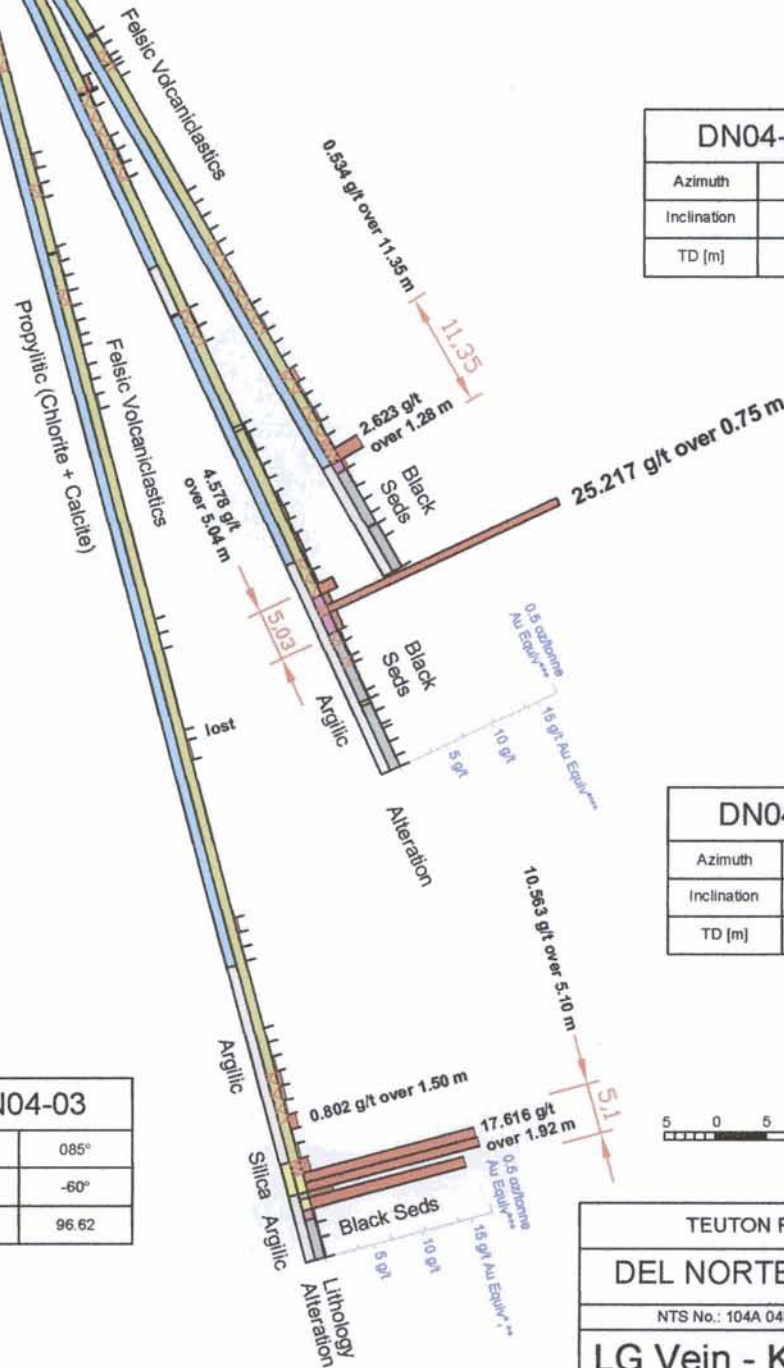 Felsic Volcaniclastics
0.534 g/t over 11.35 m
11,35
DN04-
Azimuth
Inclination
TD [m]
2.623 g/t
over 1.28 m
Black
Seds
25.217 g/t over 0.75 m
Propylitic (Chlorite + Calcite)
Felsic Volcaniclastics
4.578 g/t
over 5.04 m
5,03
Black
Seds
Argilic
0.5 oz/tonne
Au Equiv***
5 g/t
10 g/t
15 g/t Au Equiv****
lost
Alteration
DN04
Azimuth
Inclination
TD [m]
10.563 g/t over 5.10 m
5,1
Argilic
0.802 g/t over 1.50 m
17.616 g/t
over 1.92 m
Silica
Argilic
Black Seds
0.5 oz/tonne
Au Equiv***
5 g/t
10 g/t
15 g/t Au Equiv*,**
Lithology
Alteration
N04-03
085°
-60°
96.62
5 0 5
TEUTON R
DEL NORTE
NTS No.: 104A 04
LG Vein - K